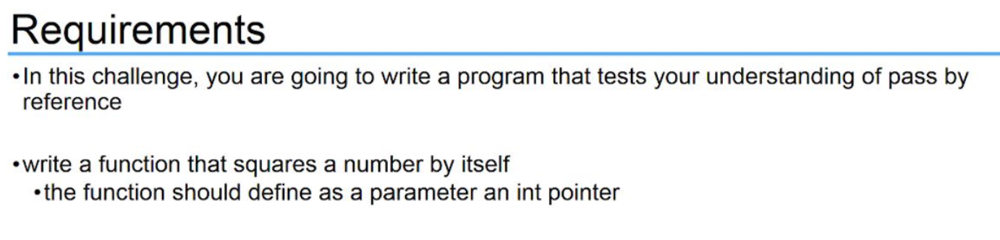 Requirements
•In this challenge, you are going to write a program that tests your understanding of pass by
reference
•write a function that squares a number by itself
•the function should define as a parameter an int pointer